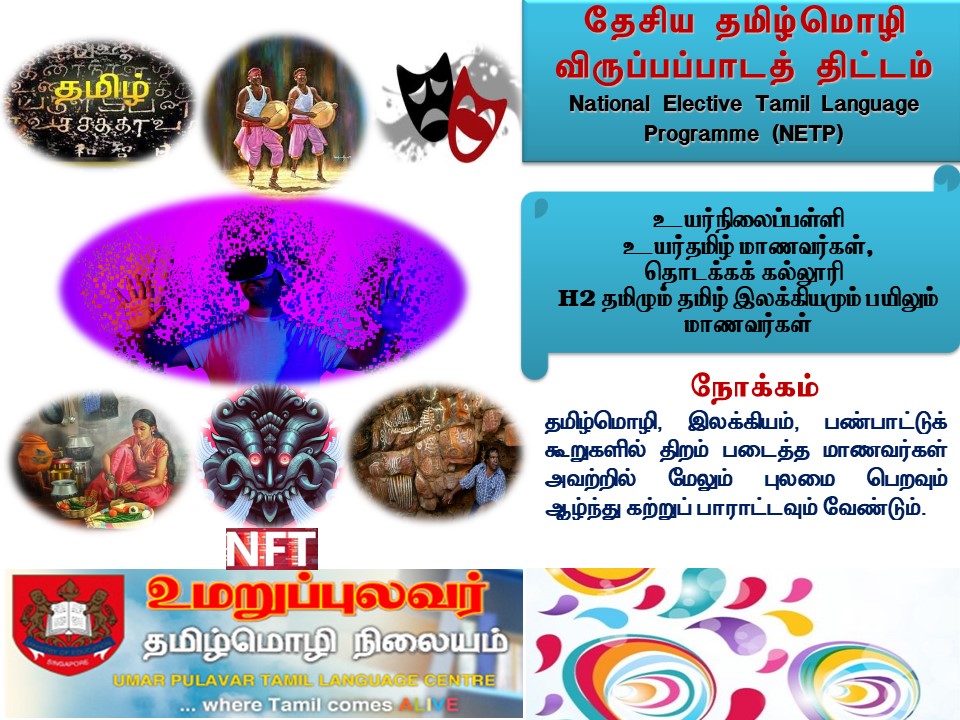 தமிழ்
தேசிய தமிழ்மொழி
விருப்பப்பாடத் திட்டம்
National Elective Tamil Language
Programme (NETP)
உயர்நிலைப்பள்ளி
உயர்தமிழ் மாணவர்கள்,
தொடக்கக் கல்லூரி
H2 தமிழும் தமிழ் இலக்கியமும் பயிலும்
மாணவர்கள்
நோக்கம்
தமிழ்மொழி, இலக்கியம், பண்பாட்டுக்
கூறுகளில் திறம் படைத்த மாணவர்கள்
அவற்றில் மேலும் புலமை பெறவும்
ஆழ்ந்து கற்றுப் பாராட்டவும் வேண்டும்.
NFT
உமறுப்புலவர்
தமிழ்மொழி நிலையம்
UMAR PULAVAR TAMIL LANGUAGE CENTRE
... where Tamil comes ALIVE
SINGAPORE